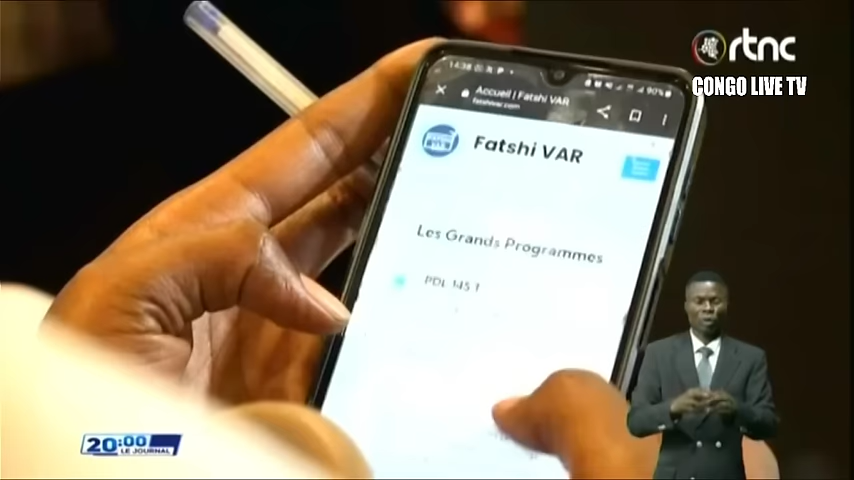 rtnc
CONGO LIVE TV
14:38
90%
Accueil | Fatshi VAR
fatshivar.com
Fatshi VAR
Les Grands Programmes
PDL 145 T
20:00
LE JOURNAL